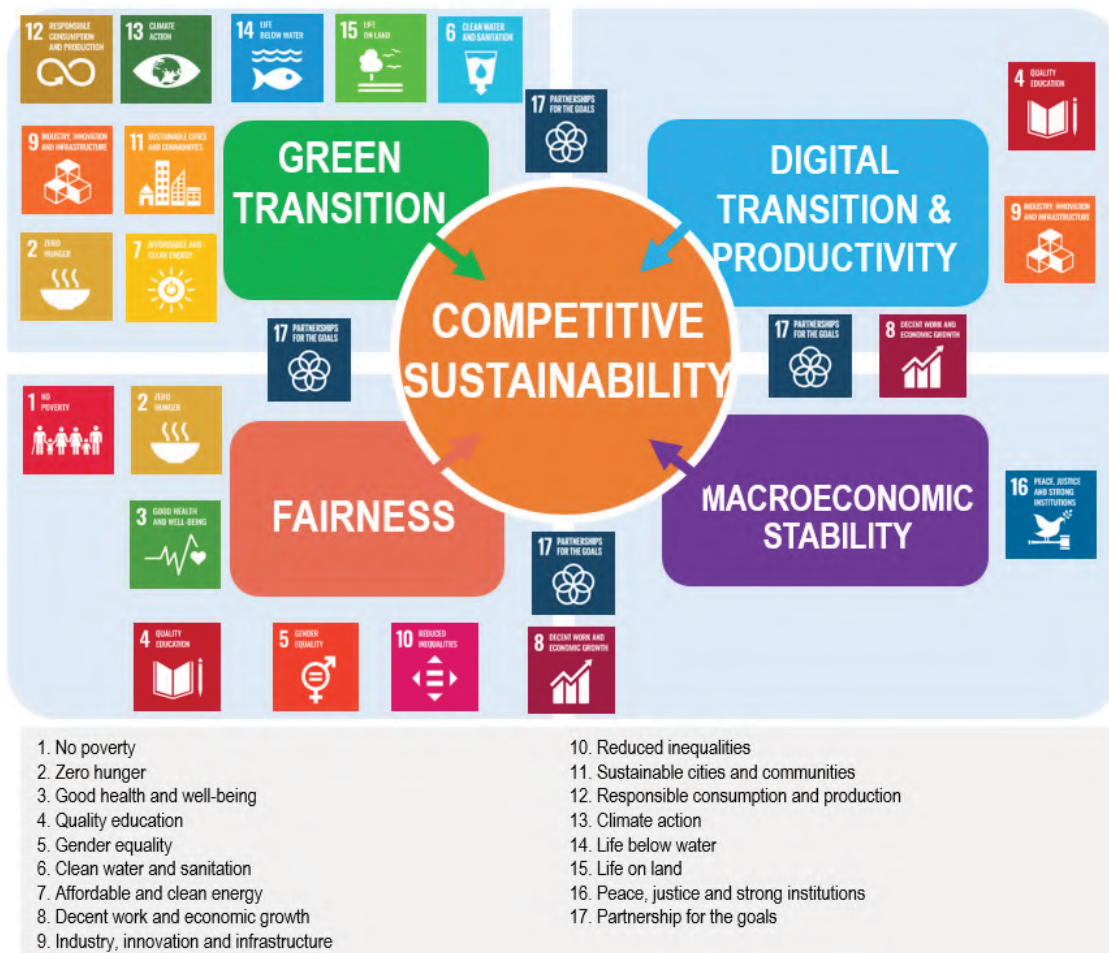 12 RESPONSIBLE
CONSUMPTION
AND PRODUCTION
13 CLIMATE
ACTION
14 LIFE
BELOW WATER
15 LIFE
ON LAND
6 CLEAN WATER
AND SANITATION
17 PARTNERSHIPS
FOR THE GOALS
4 QUALITY
EDUCATION
9 INDUSTRY, INNOVATION
AND INFRASTRUCTURE
11 SUSTAINABLE CITIES
AND COMMUNITIES
GREEN
TRANSITION
DIGITAL
TRANSITION &
PRODUCTIVITY
9 INDUSTRY, INNOVATION
AND INFRASTRUCTURE
2 ZERO
HUNGER
7 AFFORDABLE AND
CLEAN ENERGY
COMPETITIVE
SUSTAINABILITY
17 PARTNERSHIPS
FOR THE GOALS
17 PARTNERSHIPS
FOR THE GOALS
8 DECENT WORK AND
ECONOMIC GROWTH
1 NO
POVERTY
2 ZERO
HUNGER
3 GOOD HEALTH
AND WELL-BEING
FAIRNESS
MACROECONOMIC
STABILITY
16 PEACE, JUSTICE
AND STRONG
INSTITUTIONS
17 PARTNERSHIPS
FOR THE GOALS
4 QUALITY
EDUCATION
5 GENDER
EQUALITY
10 REDUCED
INEQUALITIES
8 DECENT WORK AND
ECONOMIC GROWTH
1. No poverty
2. Zero hunger
3. Good health and well-being
4. Quality education
5. Gender equality
6. Clean water and sanitation
7. Affordable and clean energy
8. Decent work and economic growth
9. Industry, innovation and infrastructure
10. Reduced inequalities
11. Sustainable cities and communities
12. Responsible consumption and production
13. Climate action
14. Life below water
15. Life on land
16. Peace, justice and strong institutions
17. Partnership for the goals